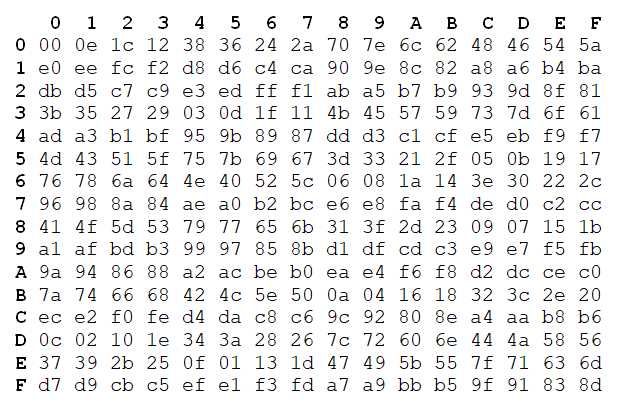 0 1 2 3 4 5 6 7 8 9 A B C D E F
0 00 0e 1c 12 38 36 24 2a 70 7e 6c 62 48 46 54 5a
1 e0 ee fc f2 d8 d6 c4 ca 90 9e 8c 82 a8 a6 b4 ba
2 db d5 c7 c9 e3 ed ff f1 ab a5 b7 b9 93 9d 8f 81
3 3b 35 27 29 03 0d 1f 11 4b 45 57 59 73 7d 6f 61
4 ad a3 b1 bf 95 9b 89 87 dd d3 c1 cf e5 eb f9 f7
5 4d 43 51 5f 75 7b 69 67 3d 33 21 2f 05 0b 19 17
6 76 78 6a 64 4e 40 52 5c 06 08 1a 14 3e 30 22 2c
7 96 98 8a 84 ae a0 b2 bc e6 e8 fa f4 de d0 c2 cc
8 41 4f 5d 53 79 77 65 6b 31 3f 2d 23 09 07 15 1b
9 a1 af bd b3 99 97 85 8b d1 df cd c3 e9 e7 f5 fb
A 9a 94 86 88 a2 ac be b0 ea e4 f6 f8 d2 dc ce c0
B 7a 74 66 68 42 4c 5e 50 0a 04 16 18 32 3c 2e 20
C ec e2 f0 fe d4 da c8 c6 9c 92 80 8e a4 aa b8 b6
D 0c 02 10 1e 34 3a 28 26 7c 72 60 6e 44 4a 58 56
E 37 39 2b 25 0f 01 13 1d 47 49 5b 55 7f 71 63 6d
F d7 d9 cb c5 ef e1 f3 fd a7 a9 bb b5 9f 91 83 8d